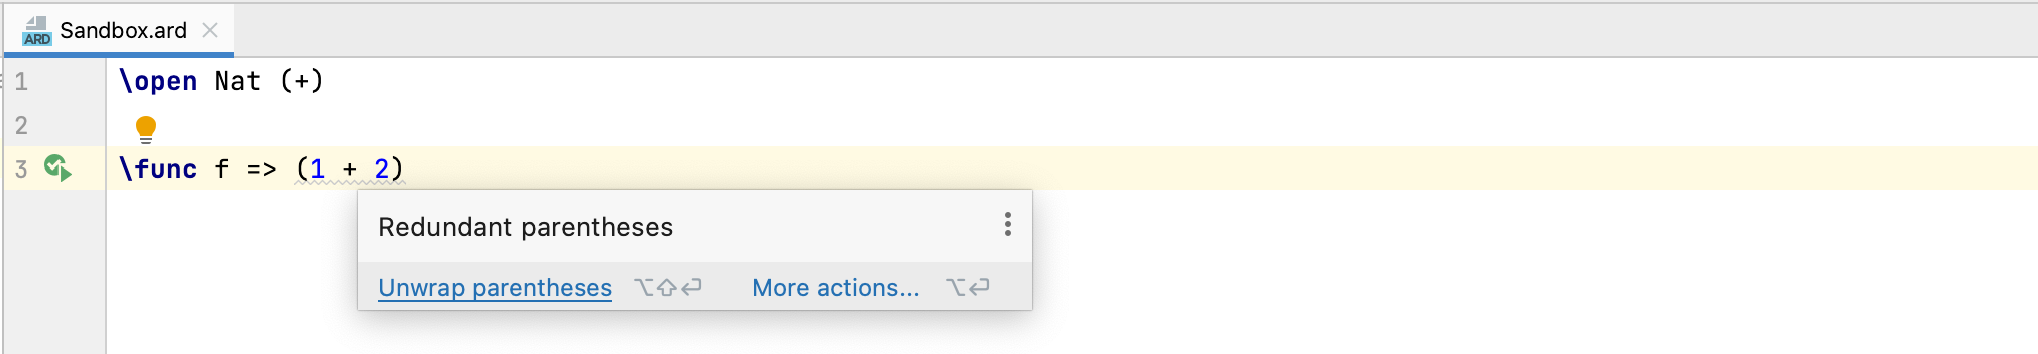 ARD Sandbox.ard
1 \open Nat (+)
2
3 \func f => (1 + 2)
Redundant parentheses
Unwrap parentheses ⌥⇧⏎ More actions... ⌥⏎